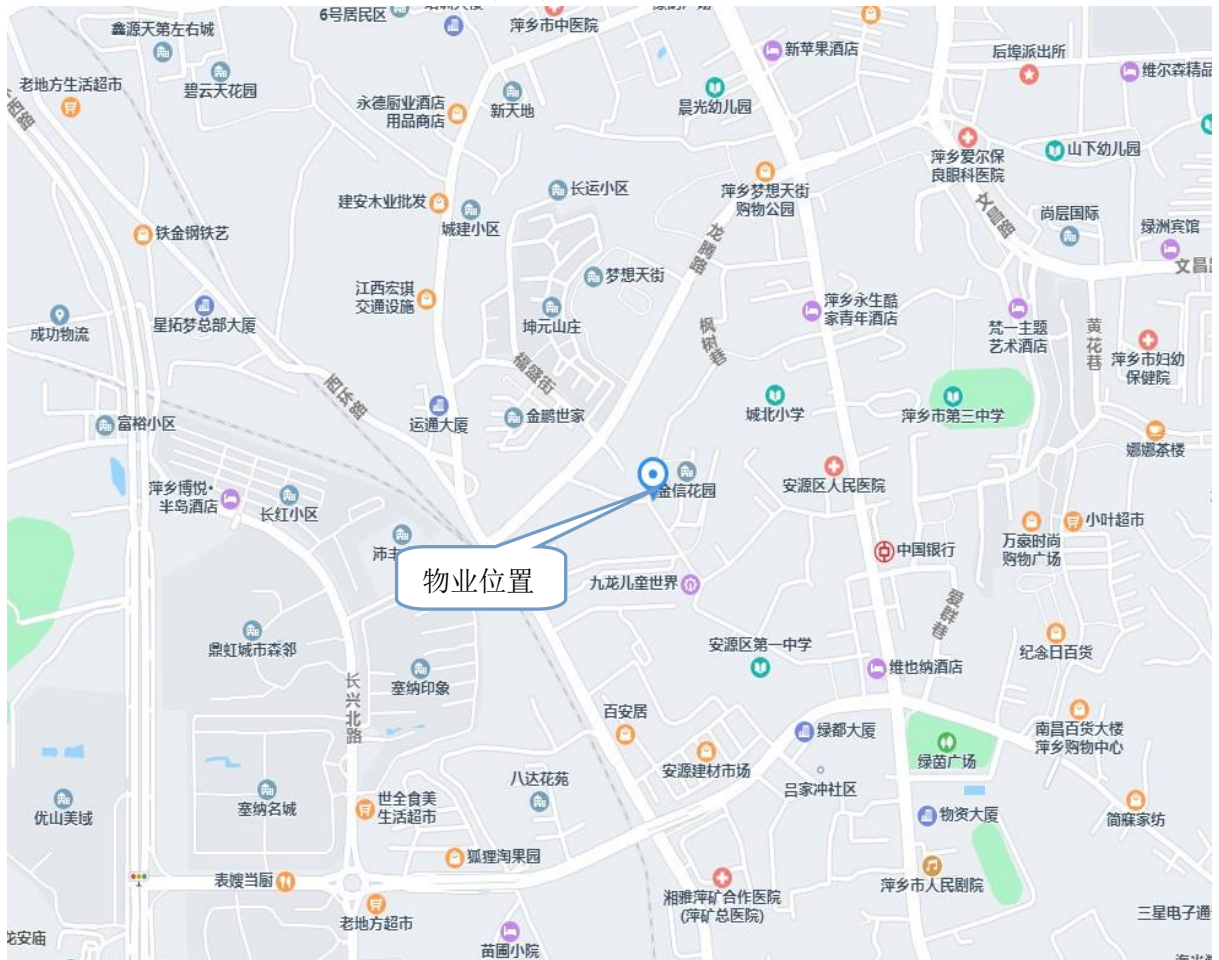 6号居民区
萍乡市中医院
鑫源天第左右城
新苹果酒店
后埠派出所
维尔森精品
老地方生活超市
碧云天花园
永德厨业酒店
用品商店
新天地
晨光幼儿园
山下幼儿园
萍乡爱尔保
良眼科医院
长运小区
萍乡梦想天街
购物公园
建安木业批发
城建小区
文昌路
尚层国际
绿洲宾馆
铁金钢铁艺
龙腾路
文昌
梦想天街
江西宏琪
交通设施
萍乡永生酷
家青年酒店
成功物流
星拓梦总部大厦
坤元山庄
枫树巷
梵一主题
艺术酒店
黄花巷
萍乡市妇幼
保健院
福盛街
西环路
富裕小区
运通大厦
金鹏世家
城北小学
萍乡市第三中学
娜娜茶楼
萍乡博悦·
半岛酒店
长红小区
金信花园
安源区人民医院
小叶超市
万豪时尚
购物广场
沛丰
中国银行
物业位置
九龙儿童世界
爱群巷
鼎虹城市森邻
安源区第一中学
纪念日百货
塞纳印象
维也纳酒店
长兴北路
百安居
绿都大厦
南昌百货大楼
萍乡购物中心
安源建材市场
绿茵广场
八达花苑
吕家冲社区
优山美域
塞纳名城
世全食美
生活超市
物资大厦
简寐家纺
狐狸淘果园
表嫂当厨
湘雅萍矿合作医院
(萍矿总医院)
萍乡市人民剧院
老地方超市
三星电子通
龙安庙
苗圃小院